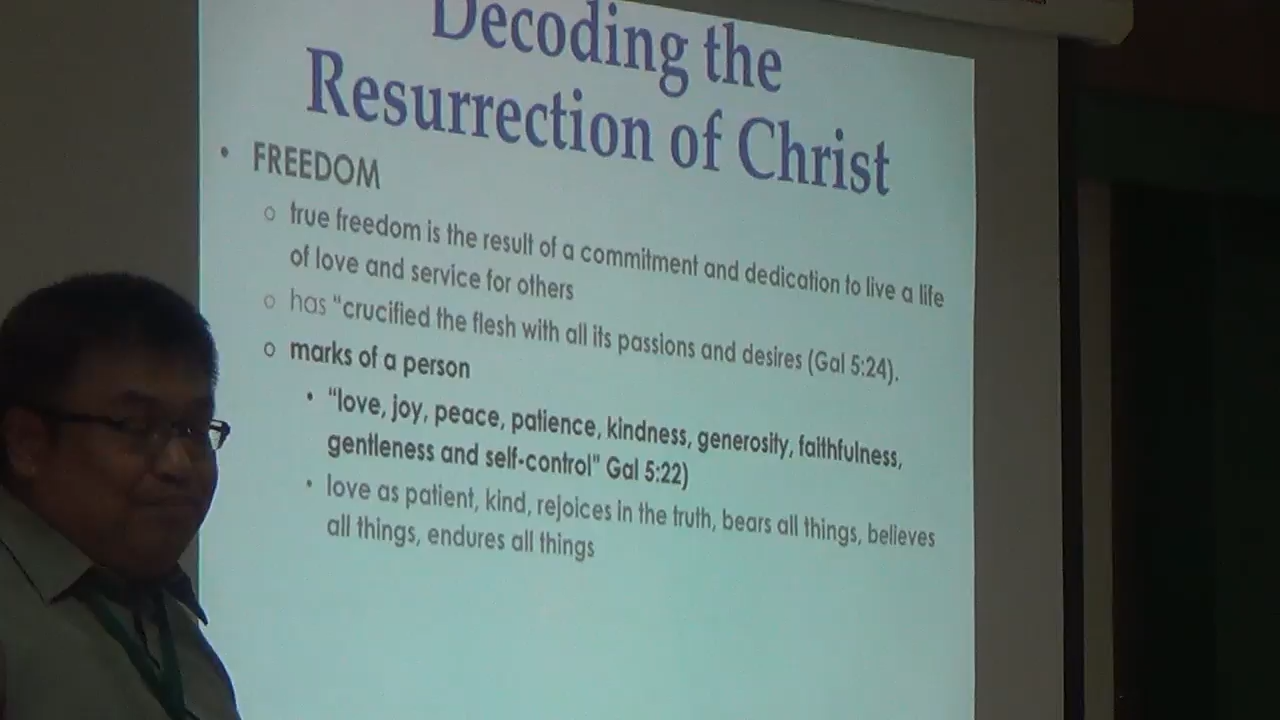 Decoding the
Resurrection of Christ
• FREEDOM
o true freedom is the result of a commitment and dedication to live a life
of love and service for others
o has "crucified the flesh with all its passions and desires (Gal 5:24).
o marks of a person
• "love, joy, peace, patience, kindness, generosity, faithfulness,
gentleness and self-control" Gal 5:22)
• love as patient, kind, rejoices in the truth, bears all things, believes
all things, endures all things